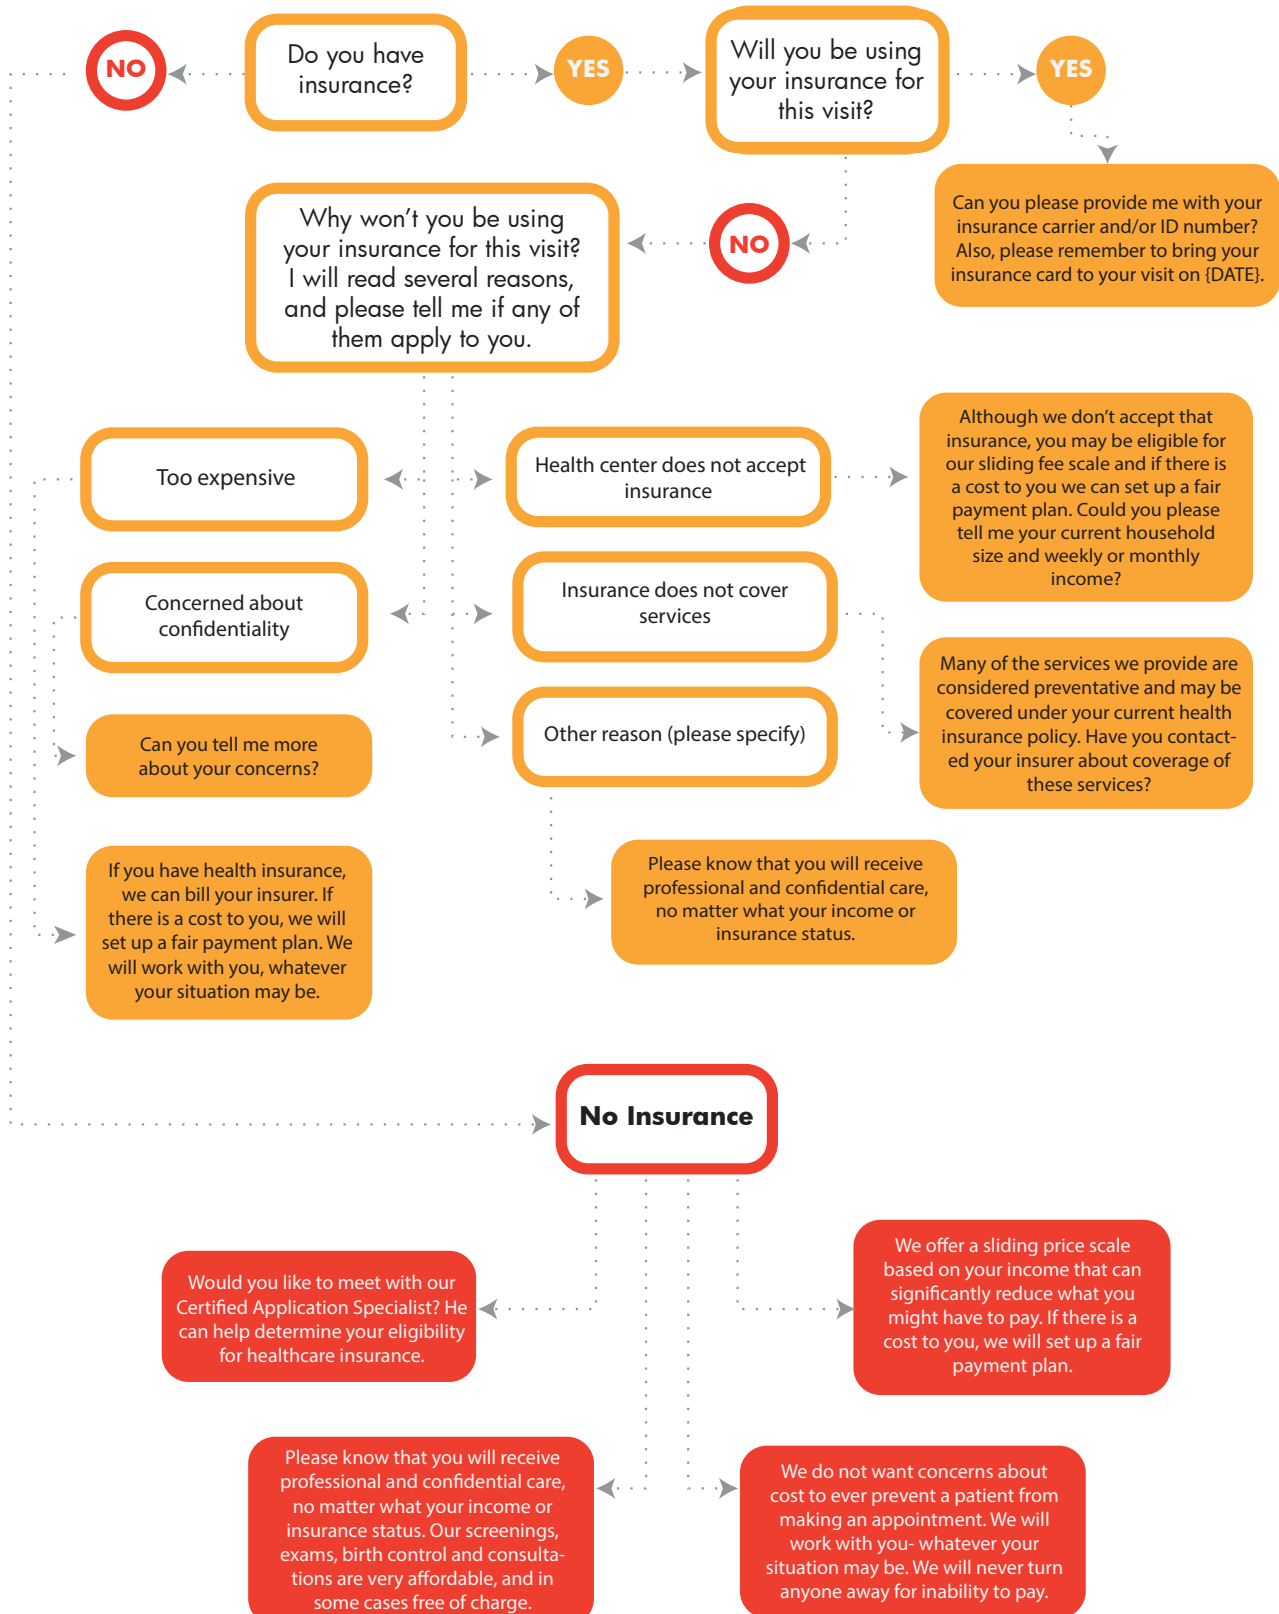 NO
Do you have
insurance?
YES
Will you be using
your insurance for
this visit?
YES
Can you please provide me with your
insurance carrier and/or ID number?
Also, please remember to bring your
insurance card to your visit on {DATE}.
Why won’t you be using
your insurance for this visit?
I will read several reasons,
and please tell me if any of
them apply to you.
NO
Too expensive
Health center does not accept
insurance
Although we don’t accept that
insurance, you may be eligible for
our sliding fee scale and if there is
a cost to you we can set up a fair
payment plan. Could you please
tell me your current household
size and weekly or monthly
income?
Concerned about
confidentiality
Insurance does not cover
services
Many of the services we provide are
considered preventative and may be
covered under your current health
insurance policy. Have you contact-
ed your insurer about coverage of
these services?
Can you tell me more
about your concerns?
Other reason (please specify)
If you have health insurance,
we can bill your insurer. If
there is a cost to you, we will
set up a fair payment plan. We
will work with you, whatever
your situation may be.
Please know that you will receive
professional and confidential care,
no matter what your income or
insurance status.
No Insurance
Would you like to meet with our
Certified Application Specialist? He
can help determine your eligibility
for healthcare insurance.
We offer a sliding price scale
based on your income that can
significantly reduce what you
might have to pay. If there is a
cost to you, we will set up a fair
payment plan.
Please know that you will receive
professional and confidential care,
no matter what your income or
insurance status. Our screenings,
exams, birth control and consulta-
tions are very affordable, and in
some cases free of charge.
We do not want concerns about
cost to ever prevent a patient from
making an appointment. We will
work with you- whatever your
situation may be. We will never turn
anyone away for inability to pay.